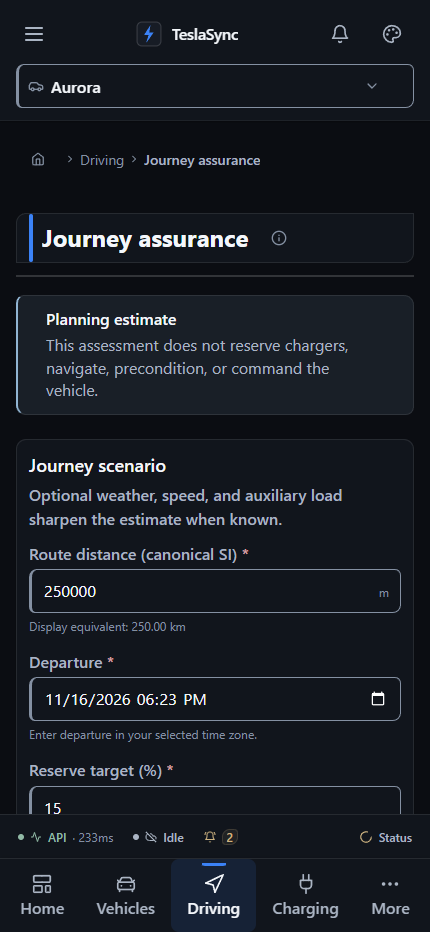 TeslaSync
Aurora
Driving
Journey assurance
Journey assurance
Planning estimate
This assessment does not reserve chargers,
navigate, precondition, or command the
vehicle.
Journey scenario
Optional weather, speed, and auxiliary load
sharpen the estimate when known.
Route distance (canonical SI) *
250000 m
Display equivalent: 250.00 km
Departure *
11/16/2026 06:23 PM
Enter departure in your selected time zone.
Reserve target (%) *
15
API · 233ms Idle 2 Status
Home Vehicles Driving Charging More